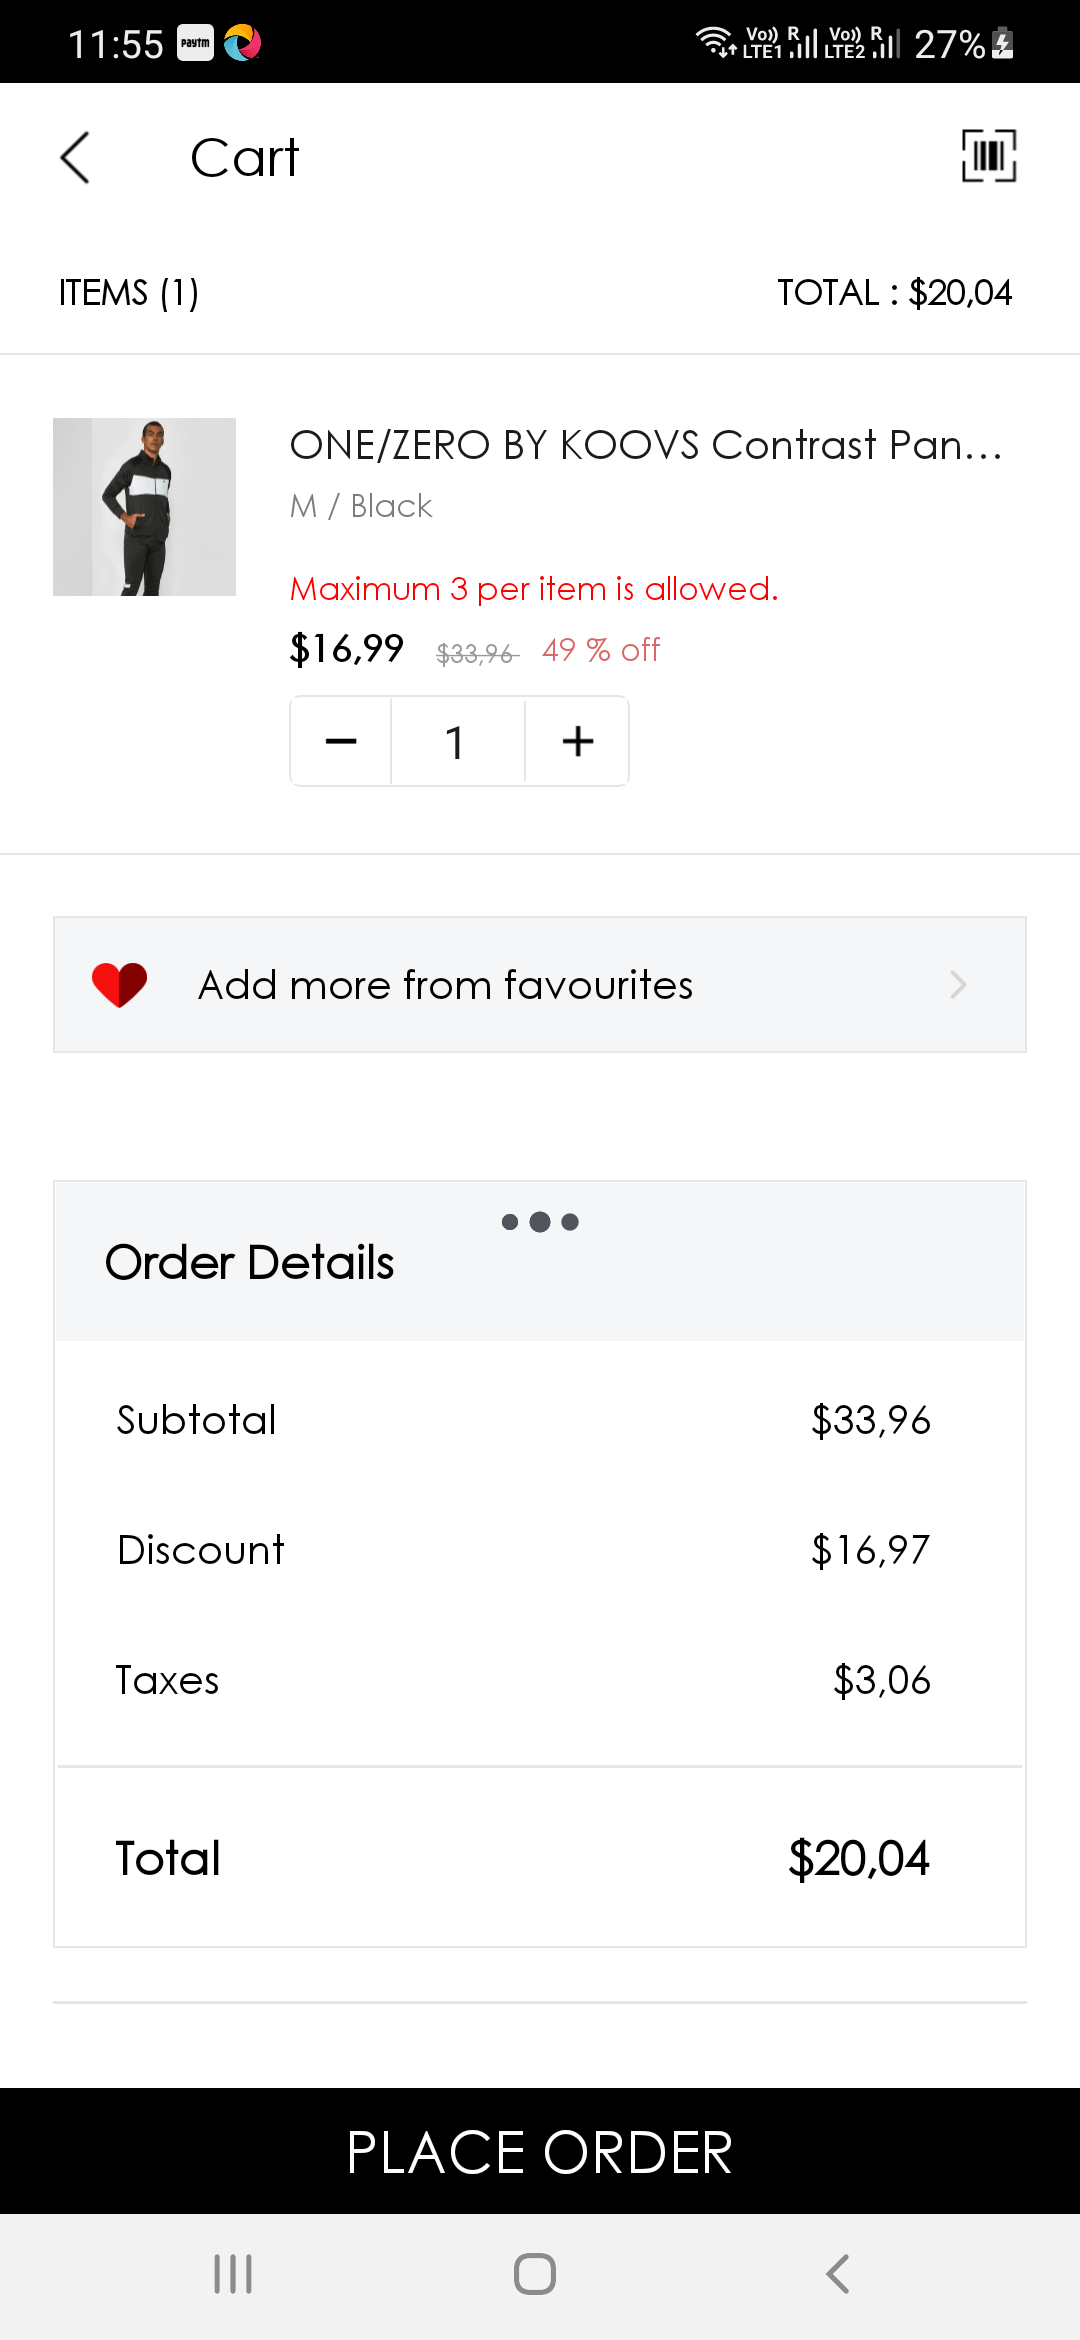 11:55 paytm Vo)) LTE1 R Vo)) LTE2 R 27%
Cart
ITEMS (1) TOTAL : $20,04
ONE/ZERO BY KOOVS Contrast Pan...
M / Black
Maximum 3 per item is allowed.
$16,99 $33,96 49 % off
1
Add more from favourites
Order Details
Subtotal $33,96
Discount $16,97
Taxes $3,06
Total $20,04
PLACE ORDER